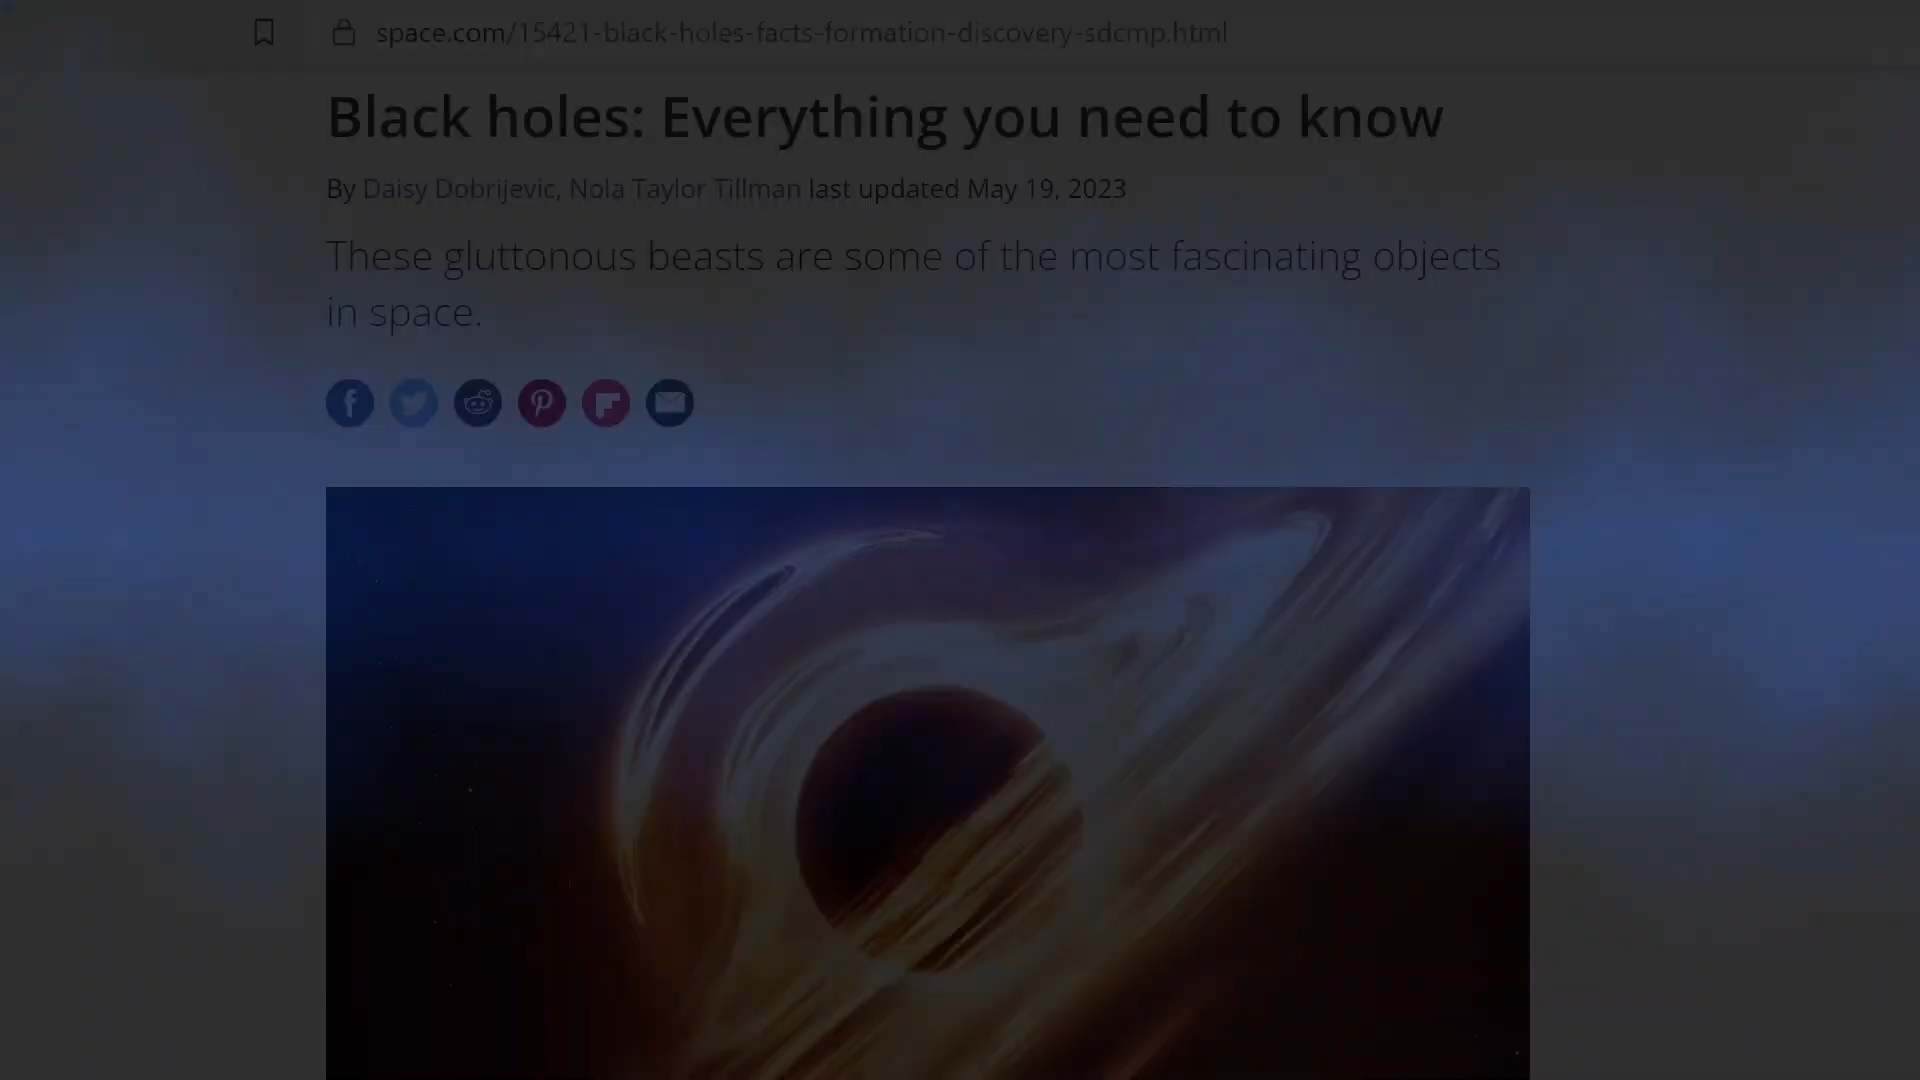 space.com/15421-black-holes-facts-formation-discovery-sdcmp.html
Black holes: Everything you need to know
By Daisy Dobrijevic, Nola Taylor Tillman last updated May 19, 2023
These gluttonous beasts are some of the most fascinating objects
in space.